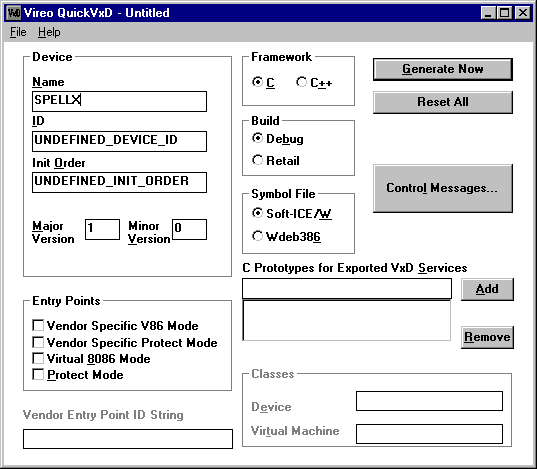 Vireo QuickVxD - Untitled
File Help
Device
Name
SPELLX
ID
UNDEFINED_DEVICE_ID
Init Order
UNDEFINED_INIT_ORDER
Major Version 1 Minor Version 0
Framework
C C++
Build
Debug
Retail
Symbol File
Soft-ICE/W
Wdeb386
Generate Now
Reset All
Control Messages...
C Prototypes for Exported VxD Services
Add
Remove
Entry Points
Vendor Specific V86 Mode
Vendor Specific Protect Mode
Virtual 8086 Mode
Protect Mode
Vendor Entry Point ID String
Classes
Device
Virtual Machine